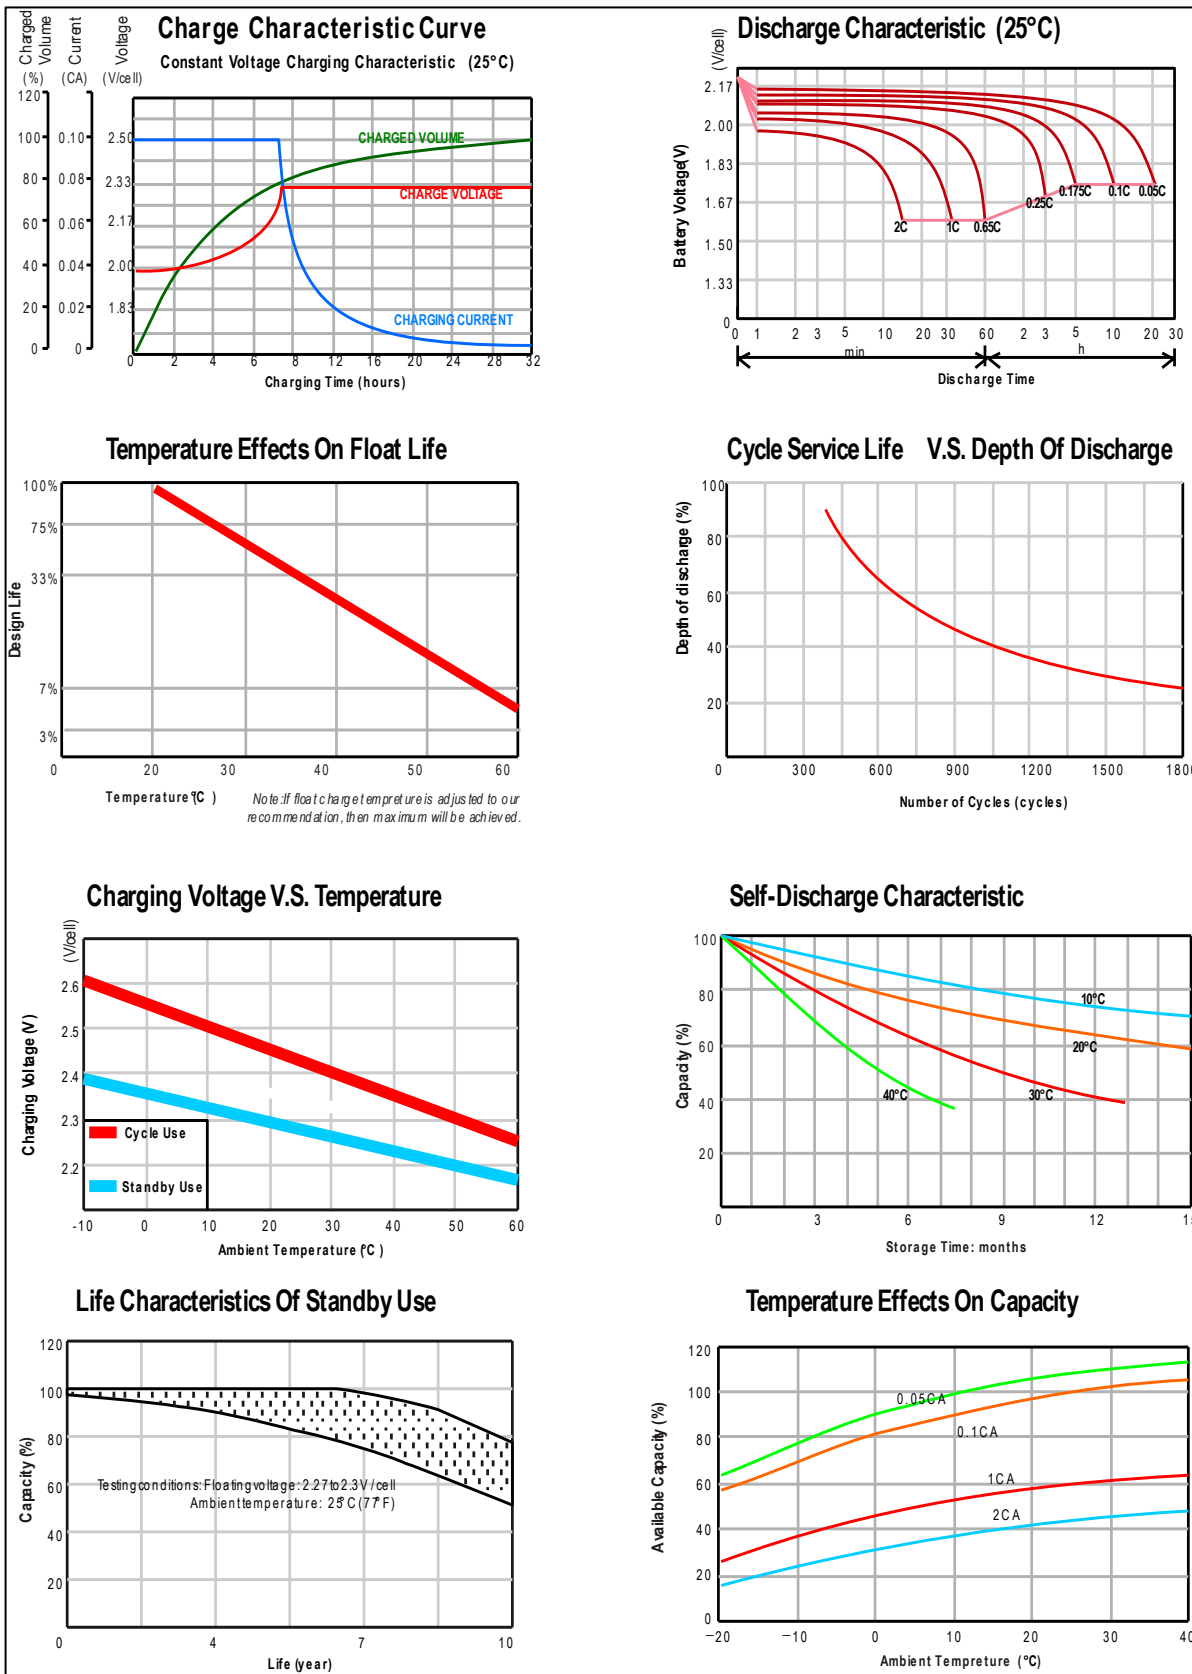 Charge Characteristic Curve
Constant Voltage Charging Characteristic (25°C)
Charged Volume
Current
Voltage
(%) (CA) (V/cell)
120
100 0.10 2.50
80 0.08 2.33
60 0.06 2.17
40 0.04 2.00
20 0.02 1.83
0 0
CHARGED VOLUME
CHARGE VOLTAGE
CHARGING CURRENT
0 2 4 6 8 12 16 20 24 28 32
Charging Time (hours)
Discharge Characteristic (25°C)
(V/cell)
Battery Voltage(V)
2.17
2.00
1.83
1.67
1.50
1.33
0
2C 1C 0.65C 0.25C 0.175C 0.1C 0.05C
0 1 2 3 5 10 20 30 60 2 3 5 10 20 30
min h
Discharge Time
Temperature Effects On Float Life
Design Life
100%
75%
33%
7%
3%
0 20 30 40 50 60
Temperature(°C )
Note:If float charge tempreture is adjusted to our
recommendation, then maximum will be achieved.
Cycle Service Life V.S. Depth Of Discharge
Depth of discharge (%)
100
80
60
40
20
0
0 300 600 900 1200 1500 1800
Number of Cycles (cycles)
Charging Voltage V.S. Temperature
(V/cell)
Charging Voltage (V)
2.6
2.5
2.4
2.3
2.2
Cycle Use
Standby Use
-10 0 10 20 30 40 50 60
Ambient Temperature (°C )
Self-Discharge Characteristic
Capacity (%)
100
80
60
40
20
10°C
20°C
30°C
40°C
0 3 6 9 12 15
Storage Time: months
Life Characteristics Of Standby Use
Capacity (%)
120
100
80
60
40
20
Testing conditions: Floating voltage: 2.27 to 2.3 V / cell
Ambient temperature: 25°C (77°F)
0 4 7 10
Life (year)
Temperature Effects On Capacity
Available Capacity (%)
120
100
80
60
40
20
0
0.05CA
0.1CA
1CA
2CA
-20 -10 0 10 20 30 40
Ambient Tempreture (°C)